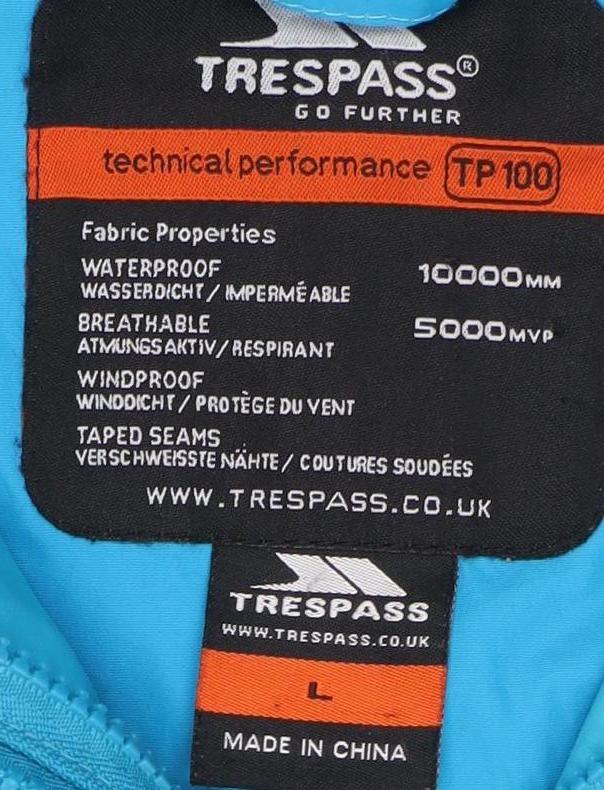 TRESPASS®
GO FURTHER
technical performance TP 100
Fabric Properties
WATERPROOF 10000MM
WASSERDICHT / IMPERMÉABLE
BREATHABLE 5000MVP
ATMUNGSAKTIV / RESPIRANT
WINDPROOF
WINDDICHT / PROTÈGE DU VENT
TAPED SEAMS
VERSCHWEISSTE NÄHTE / COUTURES SOUDÉES
WWW.TRESPASS.CO.UK
TRESPASS
WWW.TRESPASS.CO.UK
L
MADE IN CHINA